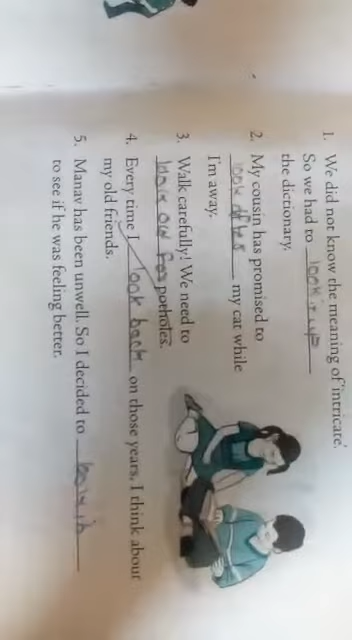 1. We did not know the meaning of 'intricate'.
So we had to look it up
the dictionary.
2. My cousin has promised to
look after my cat while
I'm away.
3. Walk carefully! We need to
look out for potholes.
4. Every time I look back on those years, I think about
my old friends.
5. Manav has been unwell. So I decided to look in
to see if he was feeling better.